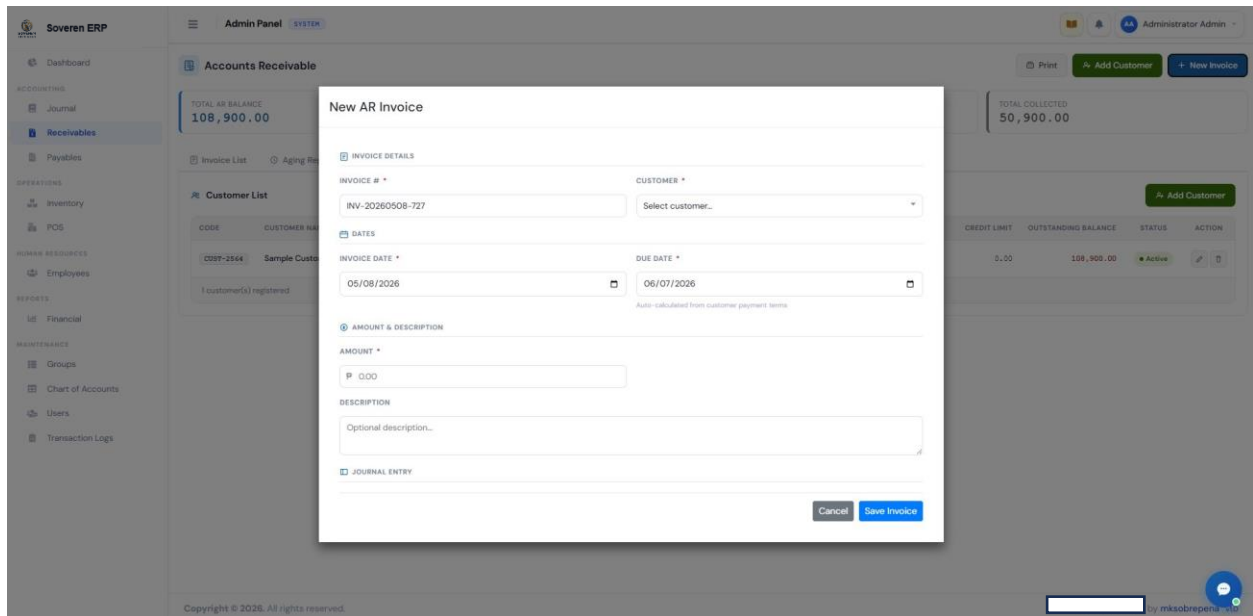 Soveren ERP
Admin Panel SYSTEM
AA Administrator Admin
Dashboard
Accounts Receivable
Print
Add Customer
+ New Invoice
ACCOUNTING
Journal
Receivables
Payables
OPERATIONS
Inventory
POS
HUMAN RESOURCES
Employees
REPORTS
Financial
MAINTENANCE
Groups
Chart of Accounts
Users
Transaction Logs
TOTAL AR BALANCE
108,900.00
TOTAL COLLECTED
50,900.00
Invoice List Aging
Customer List
Add Customer
CODE CUSTOMER
CREDIT LIMIT OUTSTANDING BALANCE STATUS ACTION
CUST-2564 Sample
0.00 108,900.00 Active
1 customer(s) registered
New AR Invoice
INVOICE DETAILS
INVOICE # *
CUSTOMER *
INV-20260508-727
Select customer...
DATES
INVOICE DATE *
DUE DATE *
05/08/2026
06/07/2026
Auto-calculated from customer payment terms
AMOUNT & DESCRIPTION
AMOUNT *
₱ 0.00
DESCRIPTION
Optional description...
JOURNAL ENTRY
Cancel
Save Invoice
Copyright © 2026. All rights reserved.
by mksobrepena